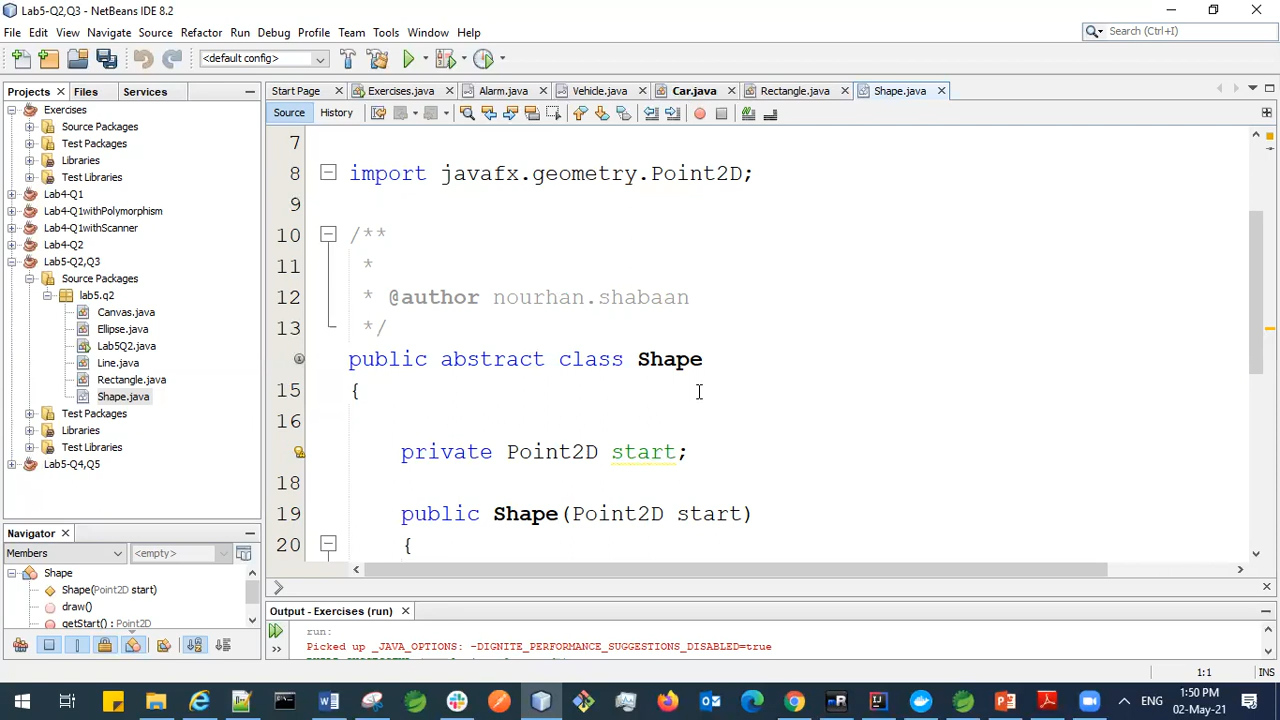 Lab5-Q2,Q3 - NetBeans IDE 8.2
File Edit View Navigate Source Refactor Run Debug Profile Team Tools Window Help
Search (Ctrl+I)
<default config>
Projects Files Services
Start Page Exercises.java Alarm.java Vehicle.java Car.java Rectangle.java Shape.java
Source History
Exercises
Source Packages
Test Packages
Libraries
Test Libraries
Lab4-Q1
Lab4-Q1withPolymorphism
Lab4-Q1withScanner
Lab4-Q2
Lab5-Q2,Q3
Source Packages
lab5.q2
Canvas.java
Ellipse.java
Lab5Q2.java
Line.java
Rectangle.java
Shape.java
Test Packages
Libraries
Test Libraries
Lab5-Q4,Q5
7
8 import javafx.geometry.Point2D;
9
10 /**
11 *
12 * @author nourhan.shabaan
13 */
public abstract class Shape
15 {
16
private Point2D start;
18
19 public Shape(Point2D start)
20 {
Navigator
Members <empty>
Shape
Shape(Point2D start)
draw()
getStart() : Point2D
Output - Exercises (run)
run:
Picked up _JAVA_OPTIONS: -DIGNITE_PERFORMANCE_SUGGESTIONS_DISABLED=true
1:1 INS
ENG
1:50 PM
02-May-21